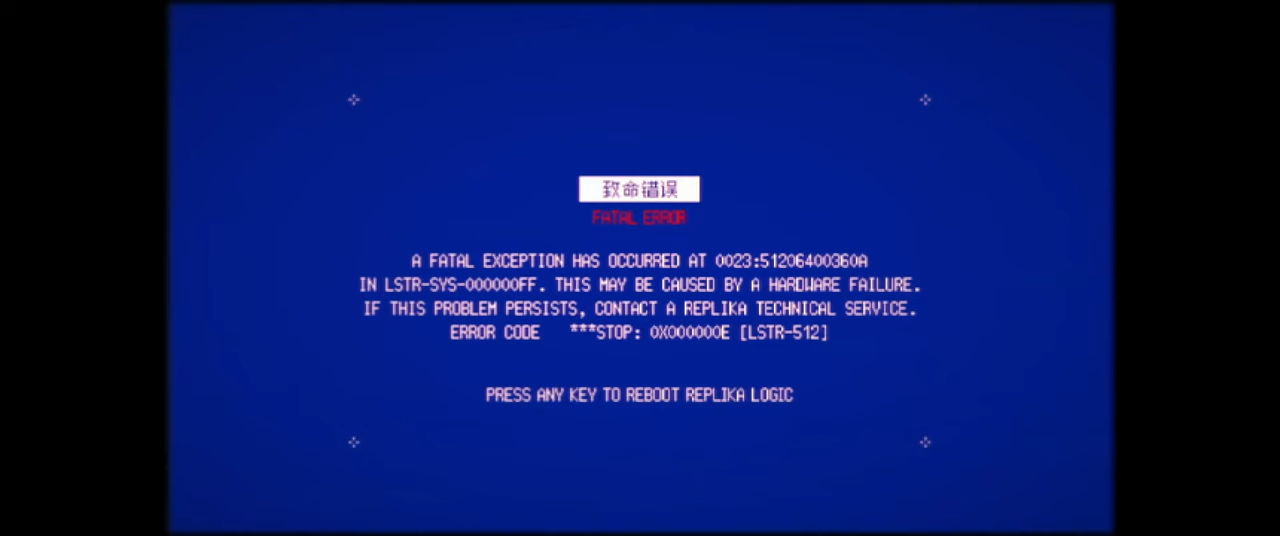 致命错误
FATAL ERROR
A FATAL EXCEPTION HAS OCCURRED AT 0023:51206400360A
IN LSTR-SYS-000000FF. THIS MAY BE CAUSED BY A HARDWARE FAILURE.
IF THIS PROBLEM PERSISTS, CONTACT A REPLIKA TECHNICAL SERVICE.
ERROR CODE ***STOP: 0X000000E [LSTR-512]
PRESS ANY KEY TO REBOOT REPLIKA LOGIC